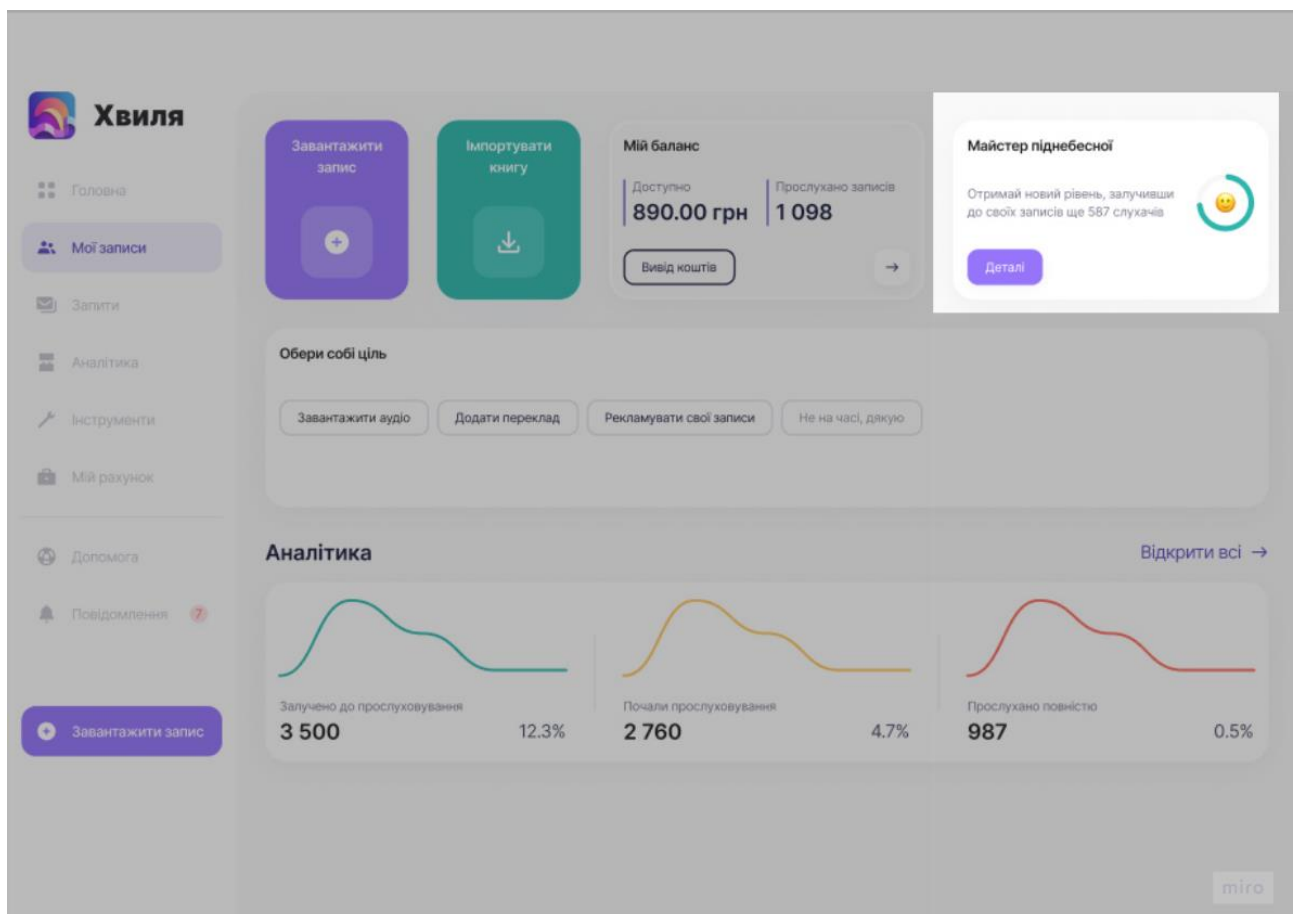 Хвиля
Головна
Мої записи
Запити
Аналітика
Інструменти
Мій рахунок
Допомога
Повідомлення 7
Завантажити запис
Завантажити
запис
Імпортувати
книгу
Мій баланс
Доступно
890.00 грн
Прослухано записів
1 098
Вивід коштів
Майстер піднебесної
Отримай новий рівень, залучивши
до своїх записів ще 587 слухачів
Деталі
Обери собі ціль
Завантажити аудіо
Додати переклад
Рекламувати свої записи
Не на часі, дякую
Аналітика
Відкрити всі →
Залучено до прослуховування
3 500 12.3%
Почали прослуховування
2 760 4.7%
Прослухано повністю
987 0.5%
miro